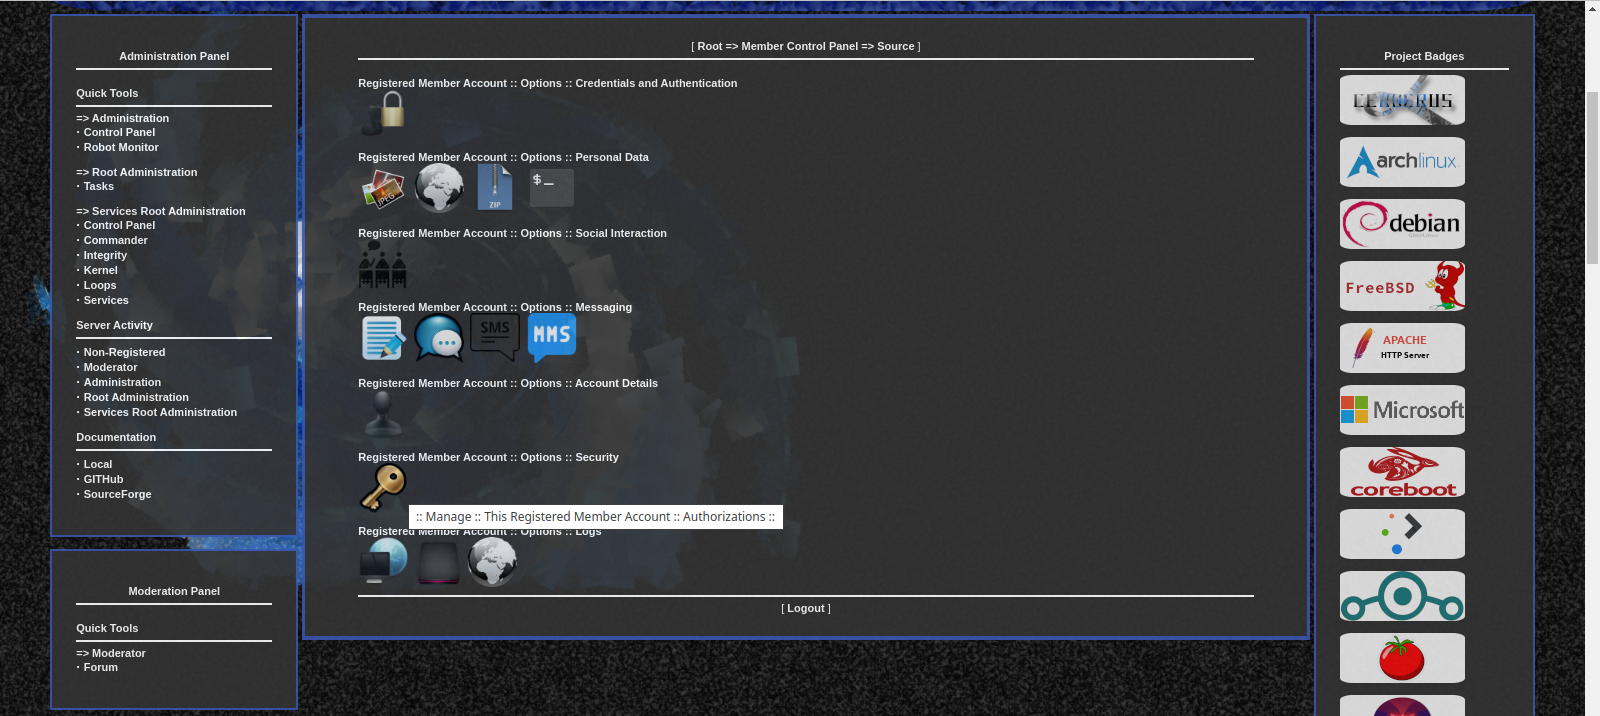 Administration Panel
Quick Tools
=> Administration
· Control Panel
· Robot Monitor
=> Root Administration
· Tasks
=> Services Root Administration
· Control Panel
· Commander
· Integrity
· Kernel
· Loops
· Services
Server Activity
· Non-Registered
· Moderator
· Administration
· Root Administration
· Services Root Administration
Documentation
· Local
· GITHub
· SourceForge
Moderation Panel
Quick Tools
=> Moderator
· Forum
[ Root => Member Control Panel => Source ]
Registered Member Account :: Options :: Credentials and Authentication
Registered Member Account :: Options :: Personal Data
JPEG
ZIP
$_
Registered Member Account :: Options :: Social Interaction
Registered Member Account :: Options :: Messaging
SMS
MMS
Registered Member Account :: Options :: Account Details
Registered Member Account :: Options :: Security
:: Manage :: This Registered Member Account :: Authorizations ::
Registered Member Account :: Options :: Logs
[ Logout ]
Project Badges
CERBERUS
archlinux
debian
FreeBSD
APACHE
HTTP Server
Microsoft
coreboot